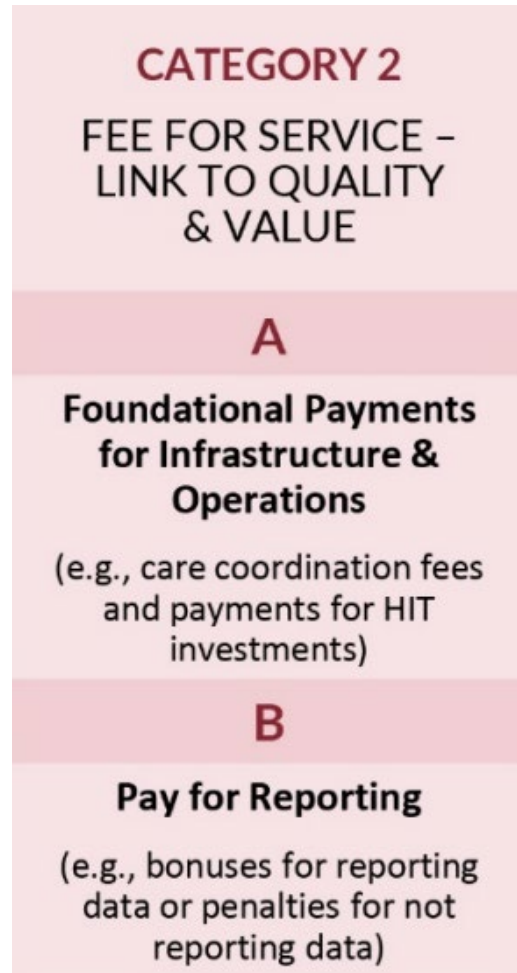 CATEGORY 2
FEE FOR SERVICE –
LINK TO QUALITY
& VALUE
A
Foundational Payments
for Infrastructure &
Operations
(e.g., care coordination fees
and payments for HIT
investments)
B
Pay for Reporting
(e.g., bonuses for reporting
data or penalties for not
reporting data)